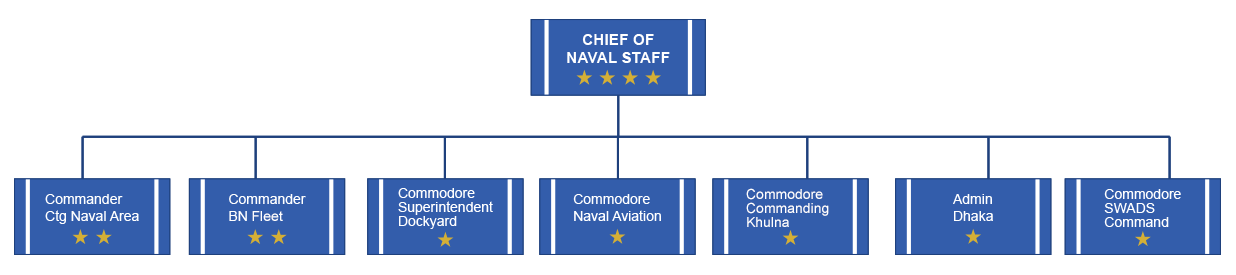 CHIEF OF
NAVAL STAFF
Commander
Ctg Naval Area
Commander
BN Fleet
Commodore
Superintendent
Dockyard
Commodore
Naval Aviation
Commodore
Commanding
Khulna
Admin
Dhaka
Commodore
SWADS
Command